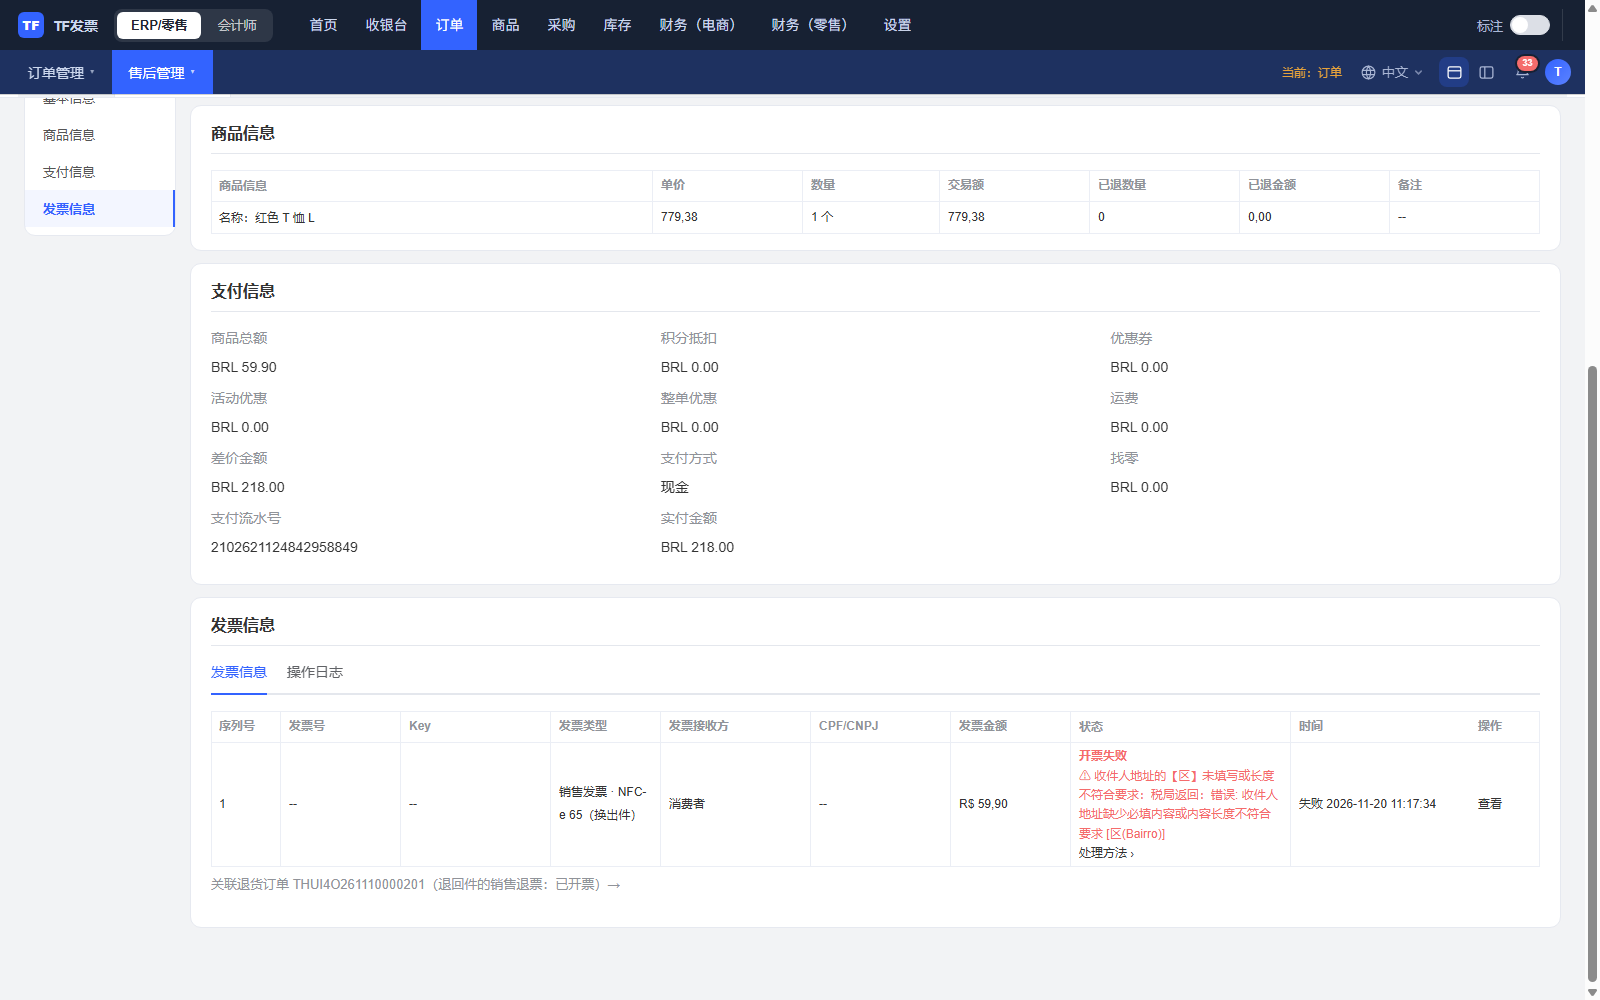 TF TF发票 ERP/零售 会计师 首页 收银台 订单 商品 采购 库存 财务（电商） 财务（零售） 设置 标注
订单管理 售后管理 当前：订单 中文 33 T
基本信息
商品信息
支付信息
发票信息
商品信息
商品信息 单价 数量 交易额 已退数量 已退金额 备注
名称：红色 T 恤 L 779,38 1 个 779,38 0 0,00 --
支付信息
商品总额 积分抵扣 优惠券
BRL 59.90 BRL 0.00 BRL 0.00
活动优惠 整单优惠 运费
BRL 0.00 BRL 0.00 BRL 0.00
差价金额 支付方式 找零
BRL 218.00 现金 BRL 0.00
支付流水号 实付金额
2102621124842958849 BRL 218.00
发票信息
发票信息 操作日志
序列号 发票号 Key 发票类型 发票接收方 CPF/CNPJ 发票金额 状态 时间 操作
1 -- -- 销售发票 · NFC-
e 65（换出件） 消费者 -- R$ 59,90
开票失败
⚠ 收件人地址的【区】未填写或长度
不符合要求：税局返回：错误: 收件人
地址缺少必填内容或内容长度不符合
要求 [区(Bairro)]
处理方法 ›
失败 2026-11-20 11:17:34 查看
关联退货订单 THUI4O261110000201（退回件的销售退票：已开票）→